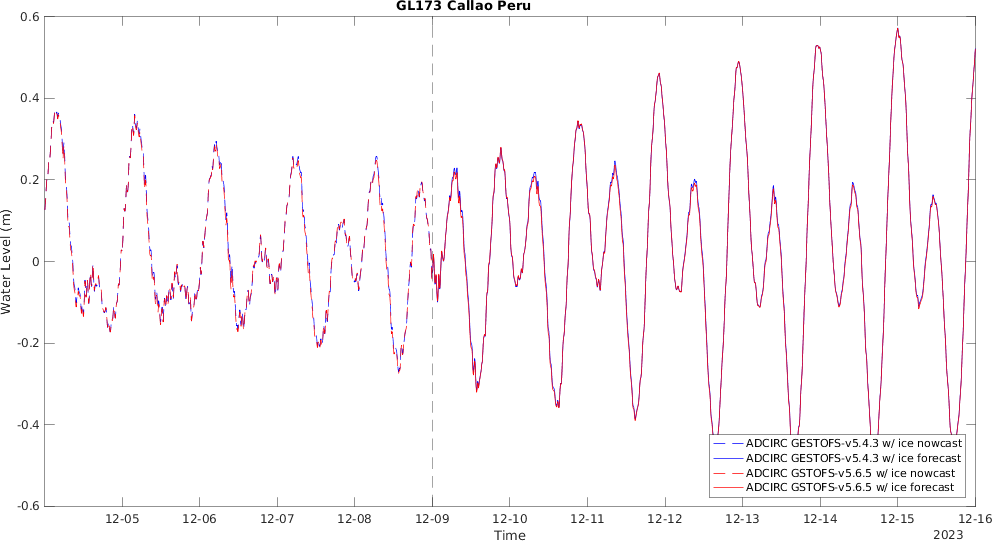 GL173 Callao Peru
0.6
0.4
0.2
0
-0.2
-0.4
-0.6
Water Level (m)
12-05 12-06 12-07 12-08 12-09 12-10 12-11 12-12 12-13 12-14 12-15 12-16
Time
2023
ADCIRC GESTOFS-v5.4.3 w/ ice nowcast
ADCIRC GESTOFS-v5.4.3 w/ ice forecast
ADCIRC GSTOFS-v5.6.5 w/ ice nowcast
ADCIRC GSTOFS-v5.6.5 w/ ice forecast